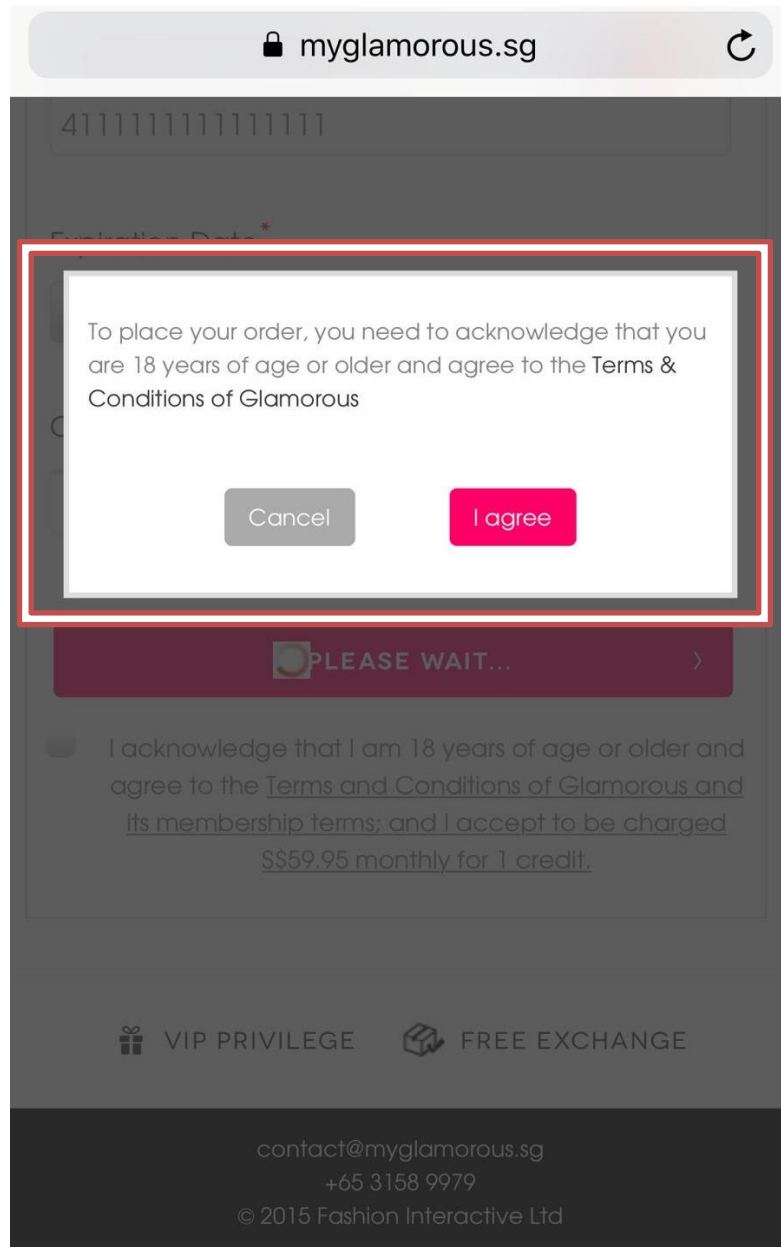 myglamorous.sg
4111111111111111
Expiration Date*
To place your order, you need to acknowledge that you
are 18 years of age or older and agree to the Terms &
Conditions of Glamorous
Cancel
I agree
PLEASE WAIT...
I acknowledge that I am 18 years of age or older and
agree to the Terms and Conditions of Glamorous and
its membership terms; and I accept to be charged
S$59.95 monthly for 1 credit.
VIP PRIVILEGE
FREE EXCHANGE
contact@myglamorous.sg
+65 3158 9979
© 2015 Fashion Interactive Ltd